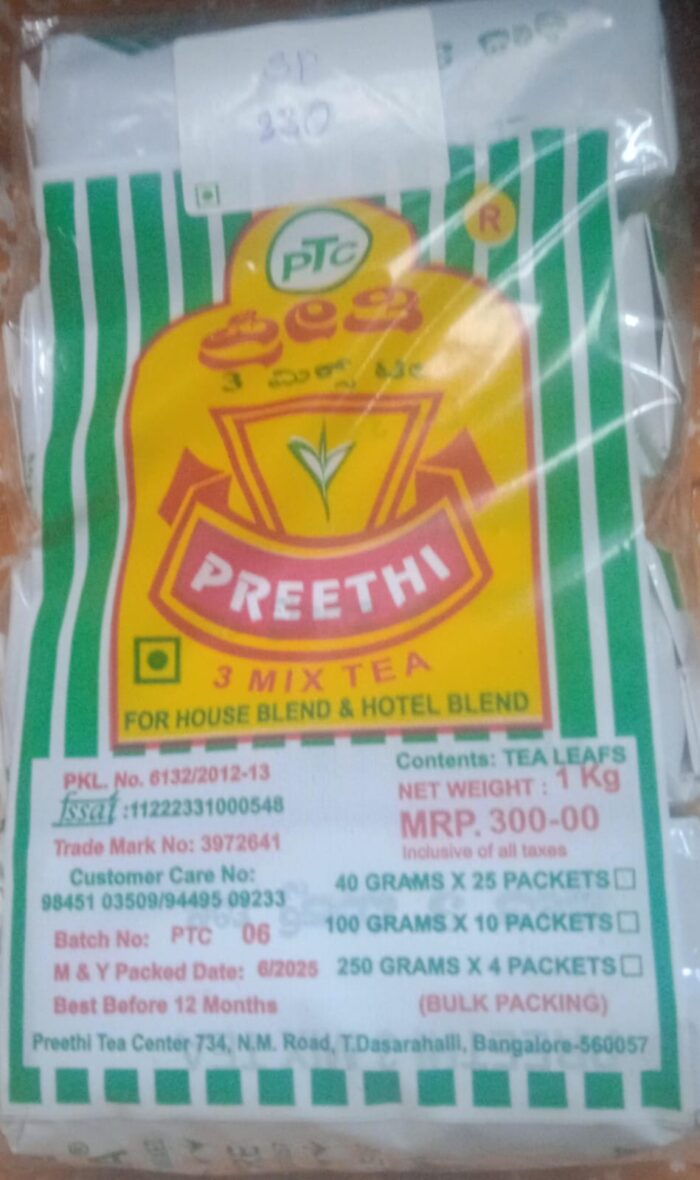 SP
230
PTC
R
ಪ್ರೀತಿ
3 ಮಿಕ್ಸ್ ಟೀ
PREETHI
3 MIX TEA
FOR HOUSE BLEND & HOTEL BLEND
PKL. No. 6132/2012-13
fssai :11222331000548
Trade Mark No: 3972641
Customer Care No:
98451 03509/94495 09233
Batch No: PTC 06
M & Y Packed Date: 6/2025
Best Before 12 Months
Contents: TEA LEAFS
NET WEIGHT : 1 Kg
MRP. 300-00
Inclusive of all taxes
40 GRAMS X 25 PACKETS
100 GRAMS X 10 PACKETS
250 GRAMS X 4 PACKETS
(BULK PACKING)
Preethi Tea Center 734, N.M. Road, T.Dasarahalli, Bangalore-560057